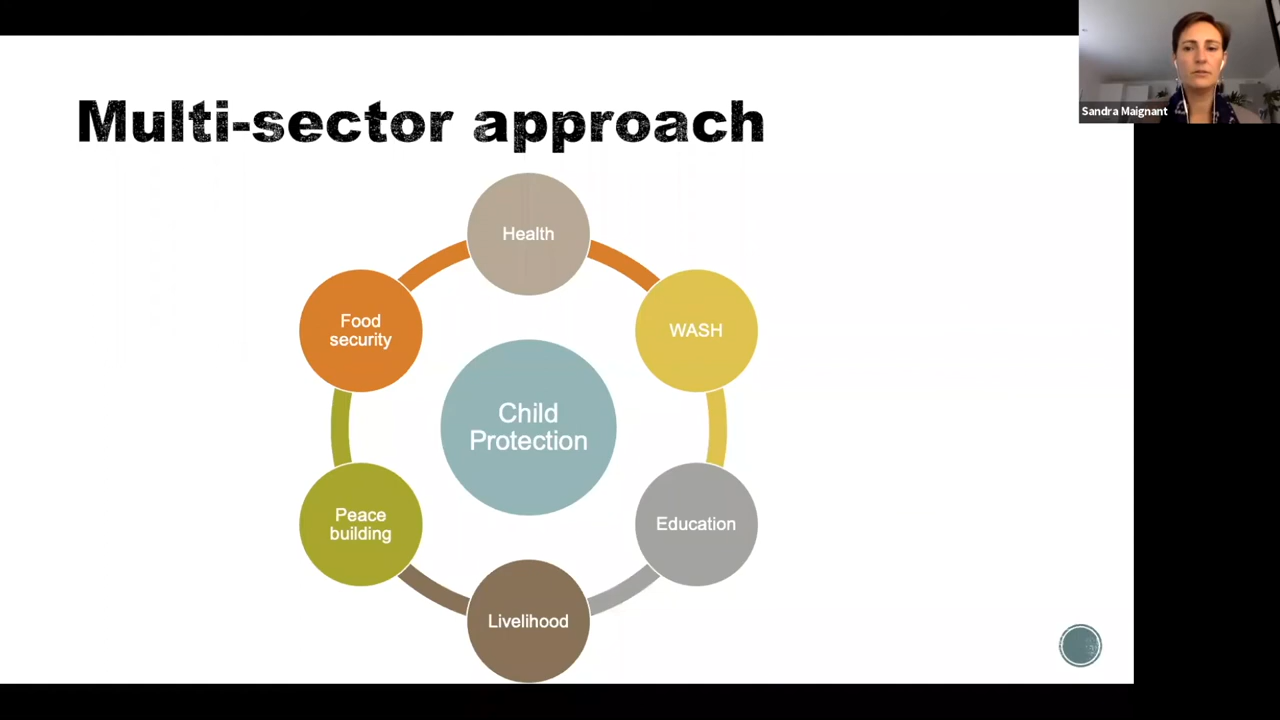 Multi-sector approach
Sandra Maignant
Health
Food
security
WASH
Child
Protection
Peace
building
Education
Livelihood